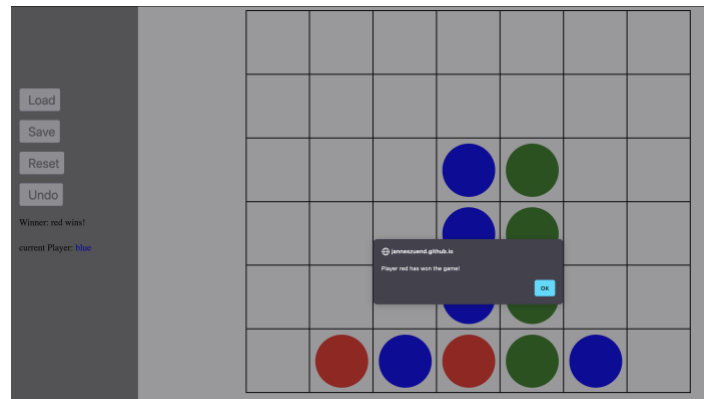 Load
Save
Reset
Undo
Winner: red wins!
current Player: blue
janneszuend.github.io
Player red has won the game!
OK